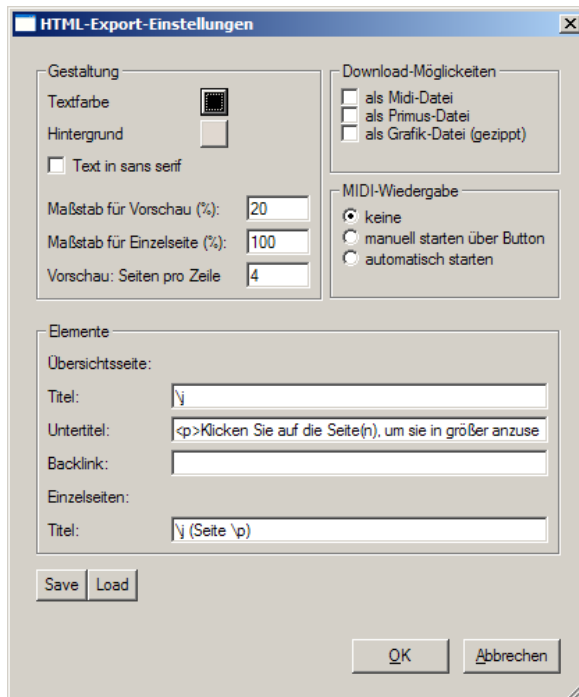 HTML-Export-Einstellungen
Gestaltung
Textfarbe
Hintergrund
Text in sans serif
Maßstab für Vorschau (%): 20
Maßstab für Einzelseite (%): 100
Vorschau: Seiten pro Zeile 4
Download-Möglickeiten
als Midi-Datei
als Primus-Datei
als Grafik-Datei (gezippt)
MIDI-Wiedergabe
keine
manuell starten über Button
automatisch starten
Elemente
Übersichtsseite:
Titel: \j
Untertitel: <p>Klicken Sie auf die Seite(n), um sie in größer anzuse
Backlink:
Einzelseiten:
Titel: \j (Seite \p)
Save Load
OK Abbrechen